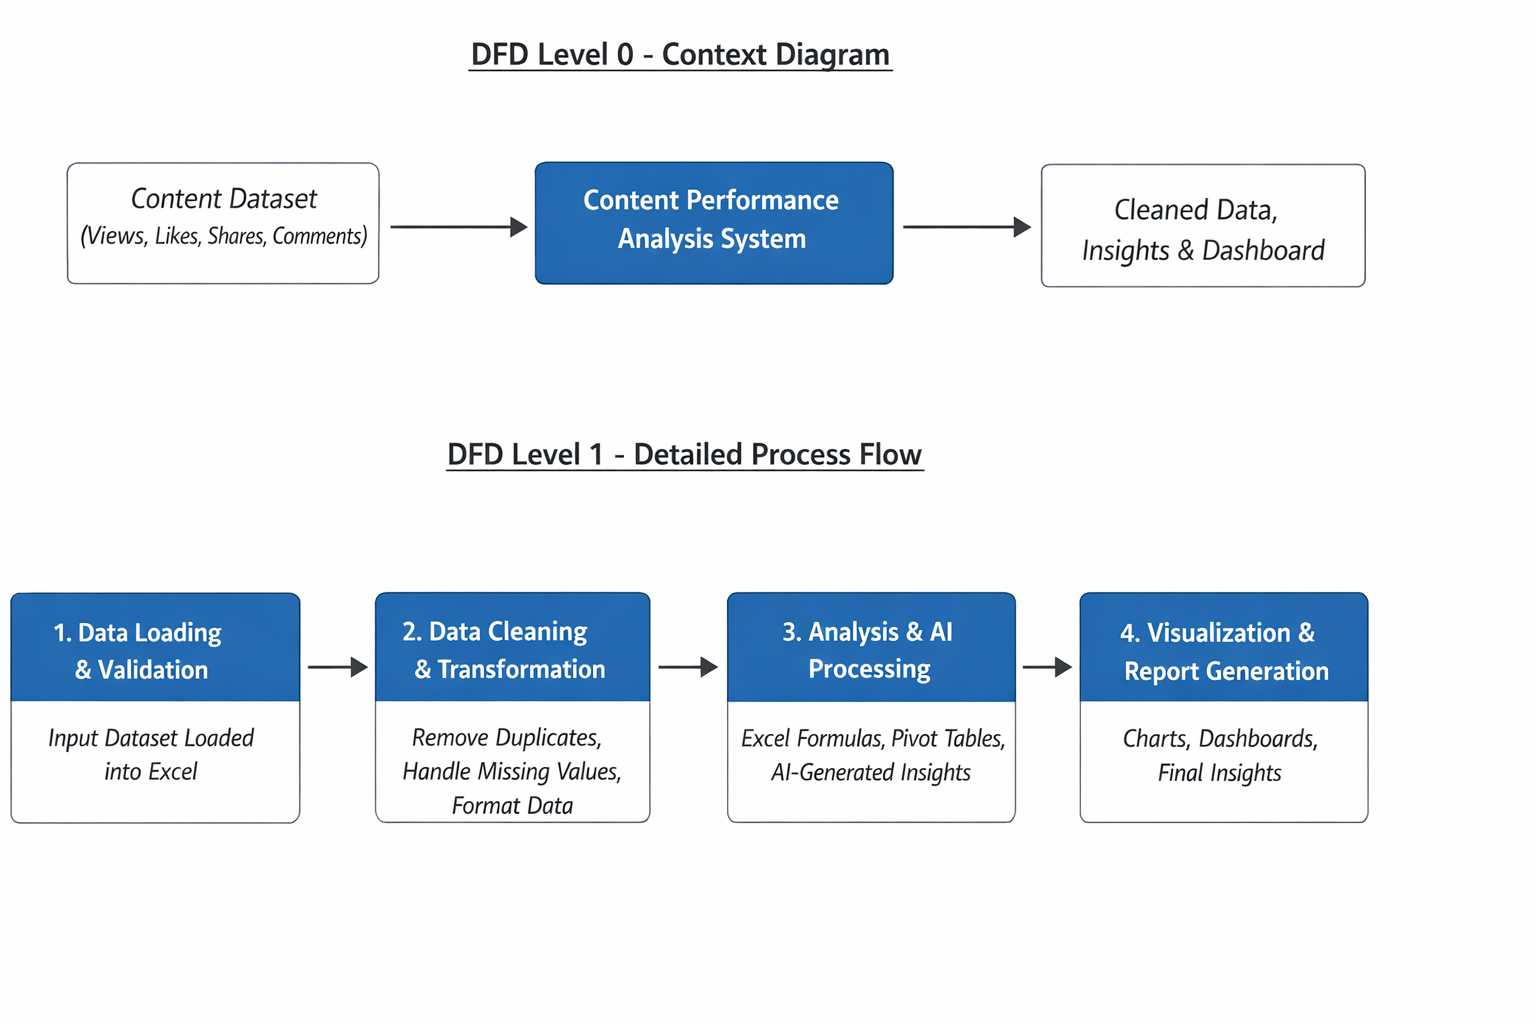 DFD Level 0 - Context Diagram
Content Dataset
(Views, Likes, Shares, Comments)
Content Performance
Analysis System
Cleaned Data,
Insights & Dashboard
DFD Level 1 - Detailed Process Flow
1. Data Loading
& Validation
Input Dataset Loaded
into Excel
2. Data Cleaning
& Transformation
Remove Duplicates,
Handle Missing Values,
Format Data
3. Analysis & AI
Processing
Excel Formulas, Pivot Tables,
AI-Generated Insights
4. Visualization &
Report Generation
Charts, Dashboards,
Final Insights